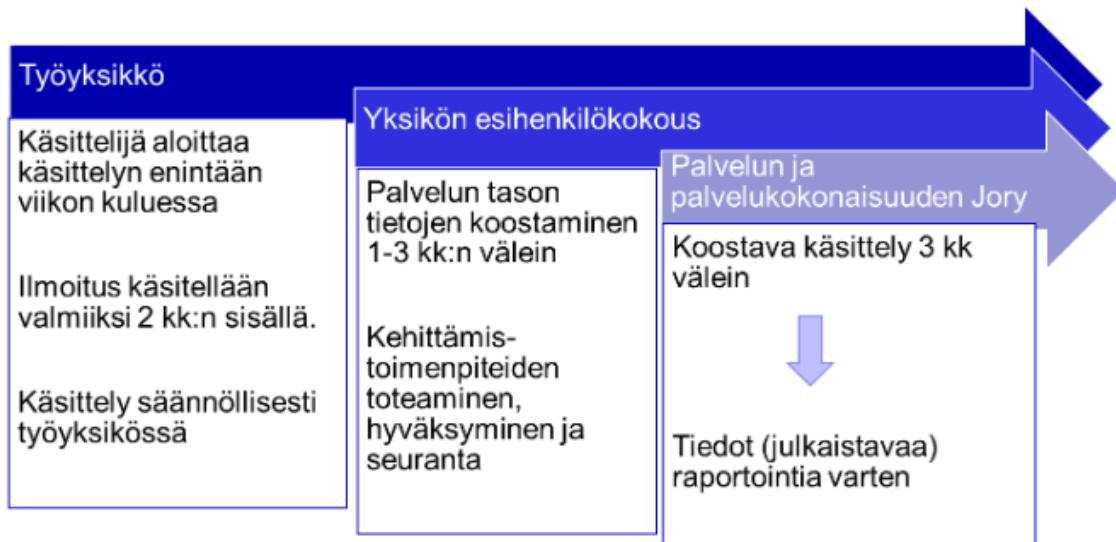 Työyksikkö
Käsittelijä aloittaa
käsittelyn enintään
viikon kuluessa
Ilmoitus käsitellään
valmiiksi 2 kk:n sisällä.
Käsittely säännöllisesti
työyksikössä
Yksikön esihenkilökokous
Palvelun tason
tietojen koostaminen
1-3 kk:n välein
Kehittämis-
toimenpiteiden
toteaminen,
hyväksyminen ja
seuranta
Palvelun ja
palvelukokonaisuuden Jory
Koostava käsittely 3 kk
välein
Tiedot (julkaistavaa)
raportointia varten